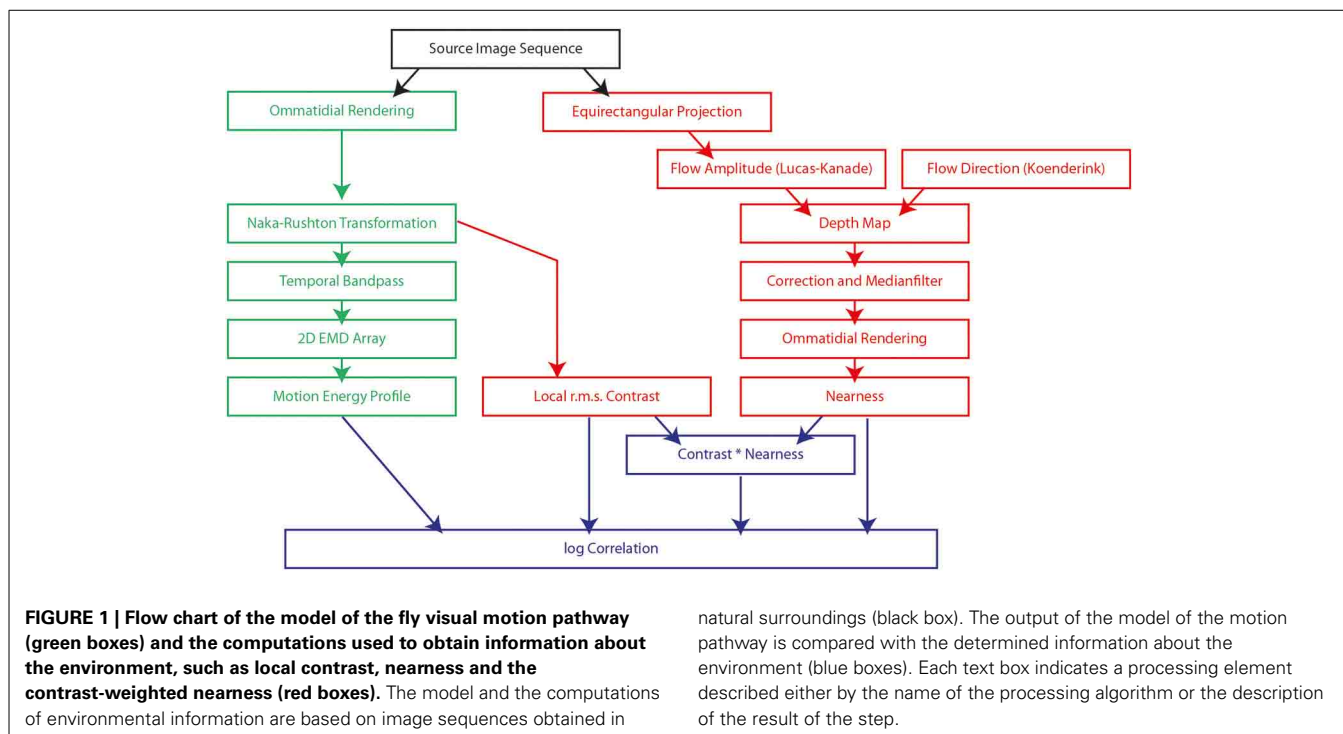 Source Image Sequence
Ommatidial Rendering
Equirectangular Projection
Flow Amplitude (Lucas-Kanade)
Flow Direction (Koenderink)
Naka-Rushton Transformation
Depth Map
Temporal Bandpass
Correction and Medianfilter
2D EMD Array
Ommatidial Rendering
Motion Energy Profile
Local r.m.s. Contrast
Nearness
Contrast * Nearness
log Correlation
FIGURE 1 | Flow chart of the model of the fly visual motion pathway
(green boxes) and the computations used to obtain information about
the environment, such as local contrast, nearness and the
contrast-weighted nearness (red boxes). The model and the computations
of environmental information are based on image sequences obtained in
natural surroundings (black box). The output of the model of the motion
pathway is compared with the determined information about the
environment (blue boxes). Each text box indicates a processing element
described either by the name of the processing algorithm or the description
of the result of the step.